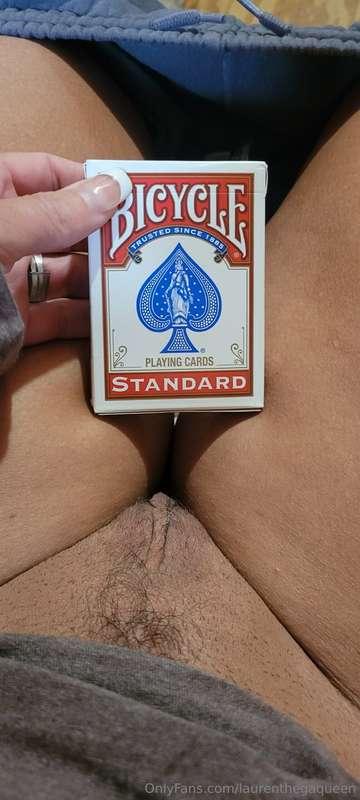 BICYCLE
®
TRUSTED SINCE 1885
®
PLAYING CARDS
STANDARD
OnlyFans.com/laurenthegaqueen